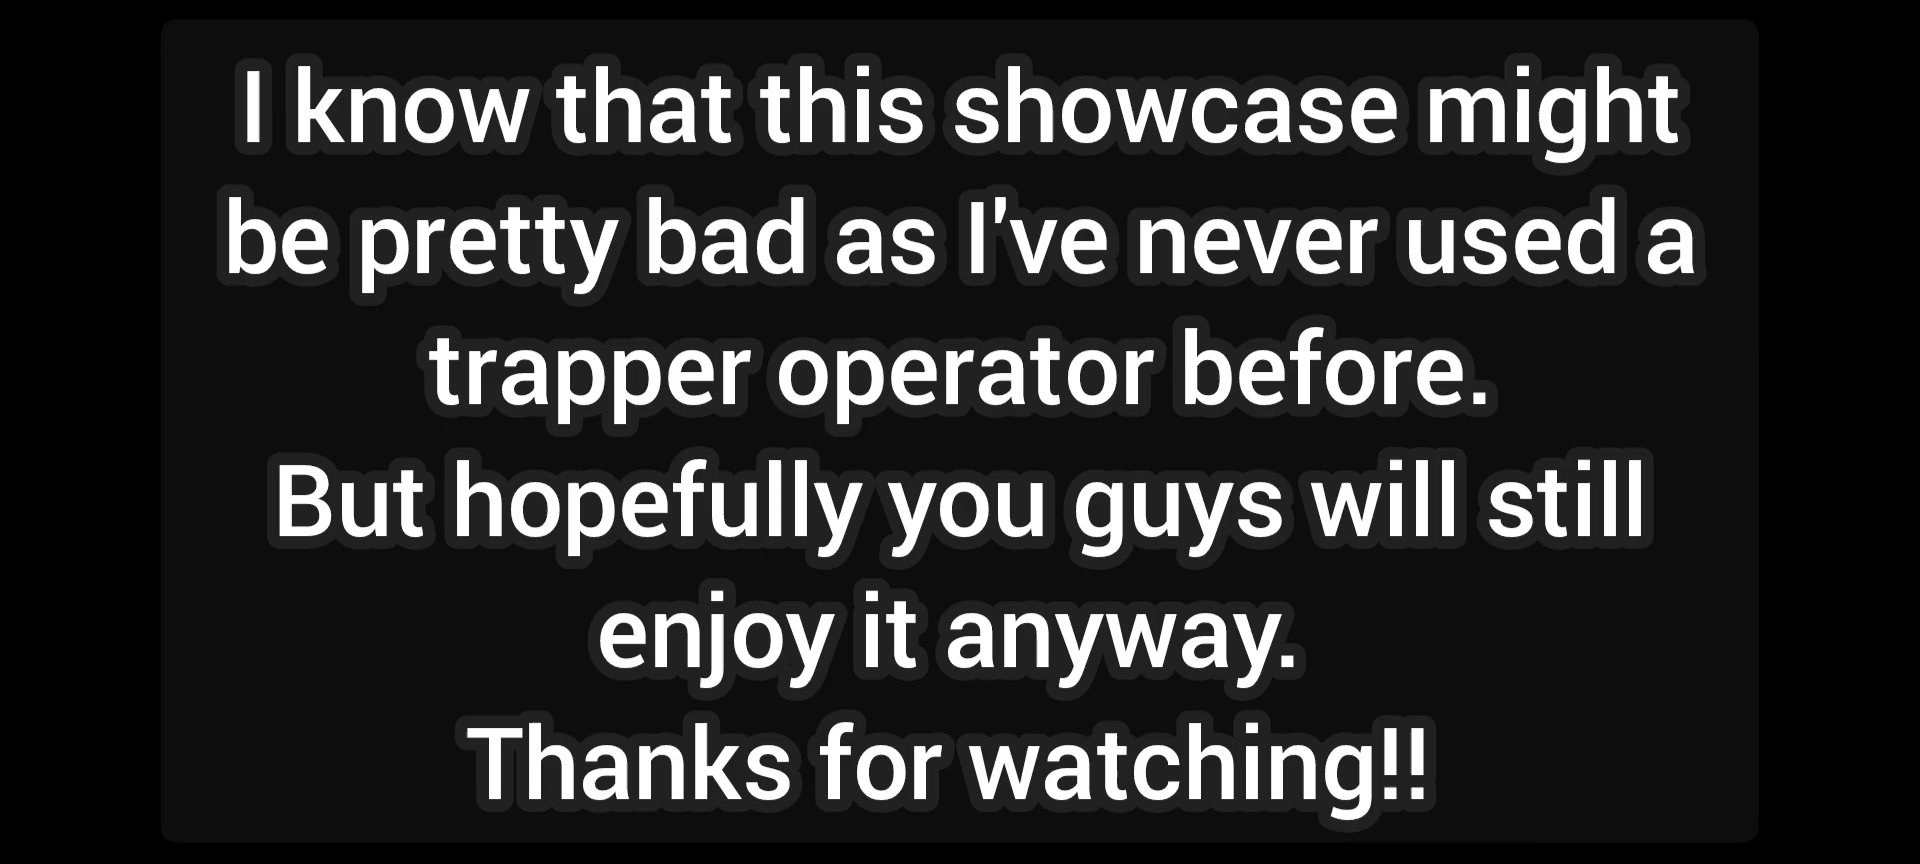 I know that this showcase might
be pretty bad as I've never used a
trapper operator before.
But hopefully you guys will still
enjoy it anyway.
Thanks for watching!!